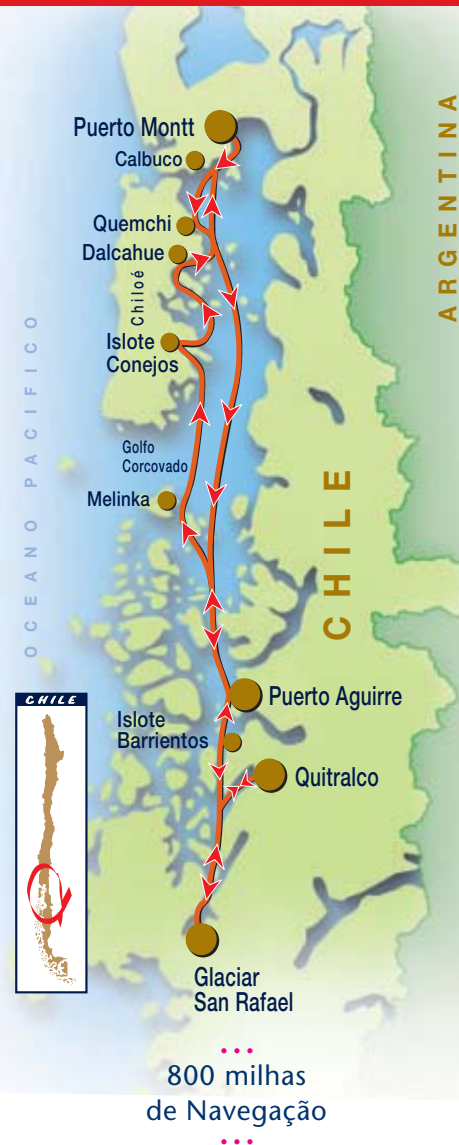 Puerto Montt
Calbuco
ARGENTINA
Quemchi
Dalcahue
Chiloé
Islote
Conejos
OCEANO PACIFICO
Golfo
Corcovado
CHILE
Melinka
Puerto Aguirre
CHILE
Islote
Barrientos
Quitralco
Glaciar
San Rafael
800 milhas
de Navegação